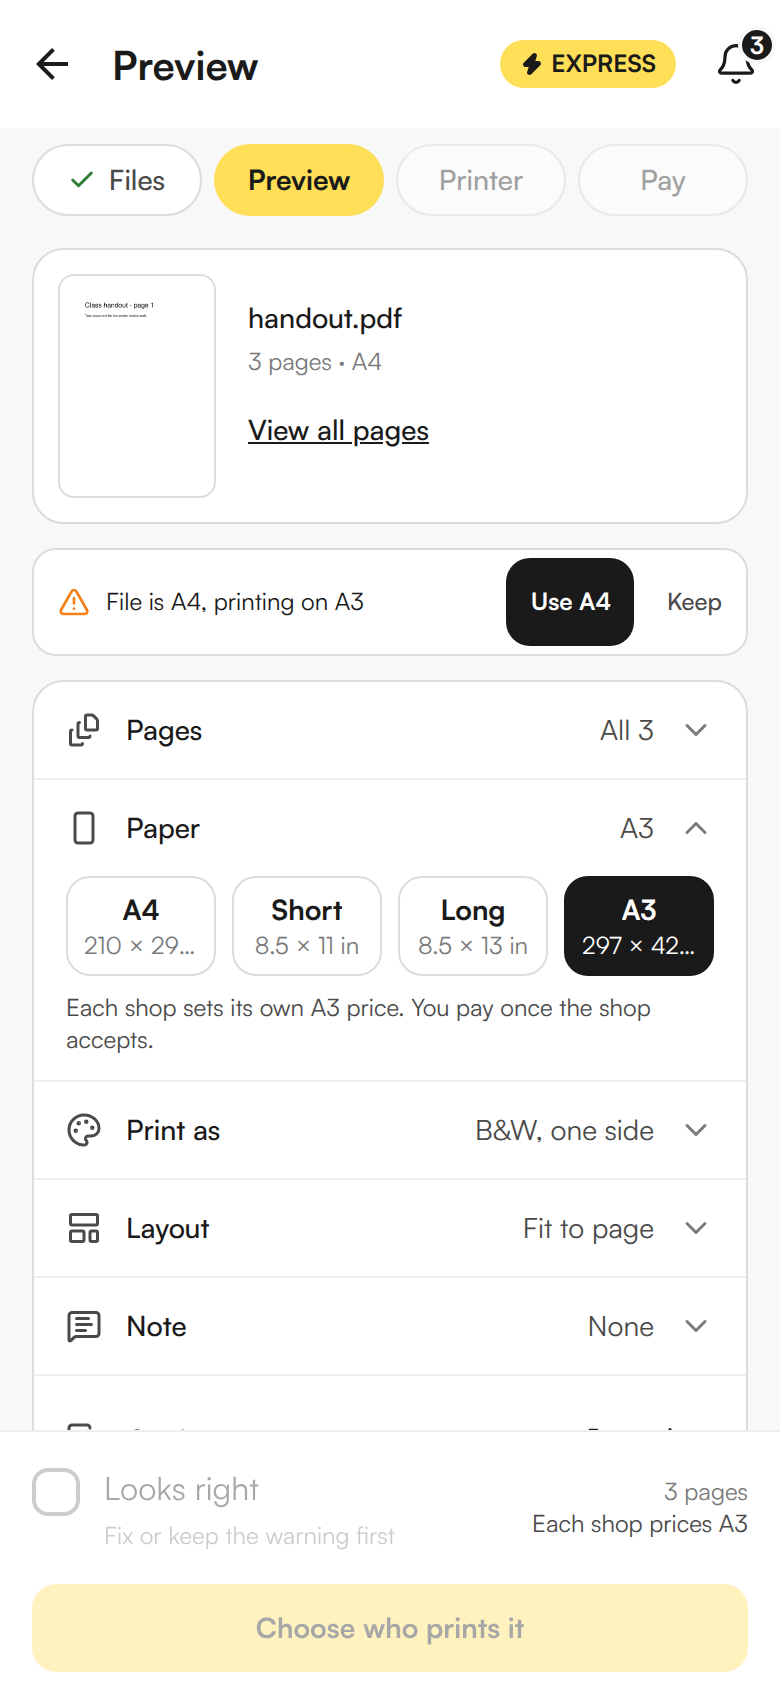 Preview
EXPRESS
3
Files
Preview
Printer
Pay
Class handout - page 1
handout.pdf
3 pages · A4
View all pages
File is A4, printing on A3
Use A4
Keep
Pages
All 3
Paper
A3
A4
210 × 29...
Short
8.5 × 11 in
Long
8.5 × 13 in
A3
297 × 42...
Each shop sets its own A3 price. You pay once the shop
accepts.
Print as
B&W, one side
Layout
Fit to page
Note
None
Looks right
Fix or keep the warning first
3 pages
Each shop prices A3
Choose who prints it